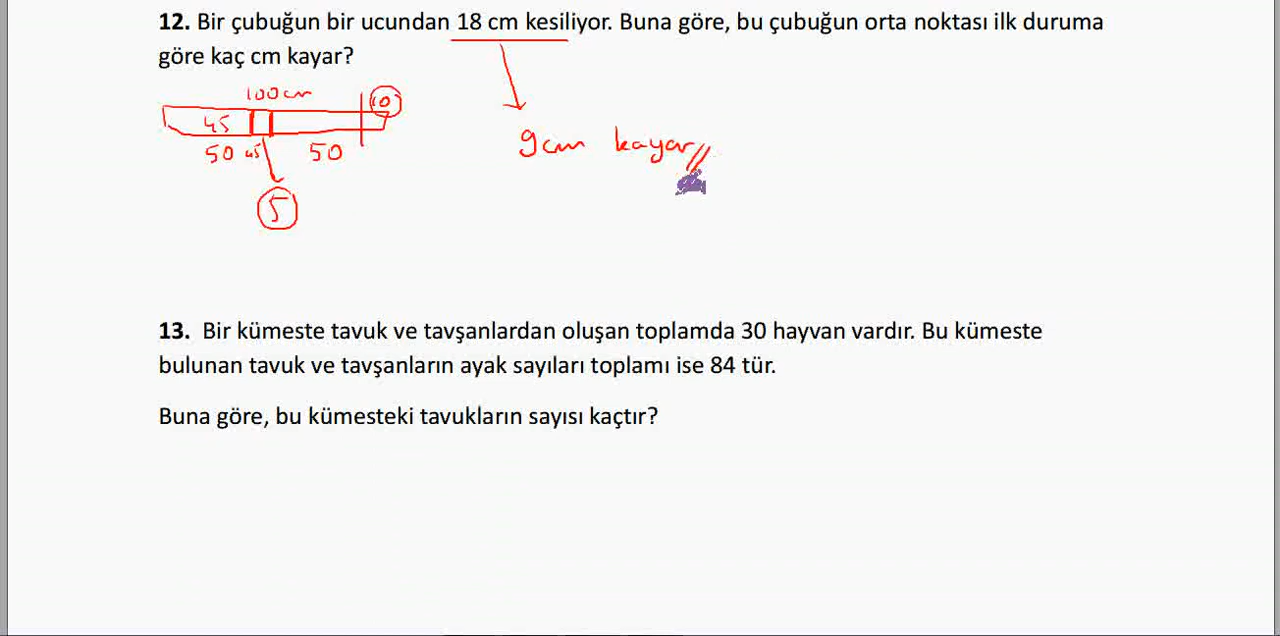 12. Bir çubuğun bir ucundan 18 cm kesiliyor. Buna göre, bu çubuğun orta noktası ilk duruma
göre kaç cm kayar?
100cm
10
45
50 45 50
9cm kayar
5
13. Bir kümeste tavuk ve tavşanlardan oluşan toplamda 30 hayvan vardır. Bu kümeste
bulunan tavuk ve tavşanların ayak sayıları toplamı ise 84 tür.
Buna göre, bu kümesteki tavukların sayısı kaçtır?